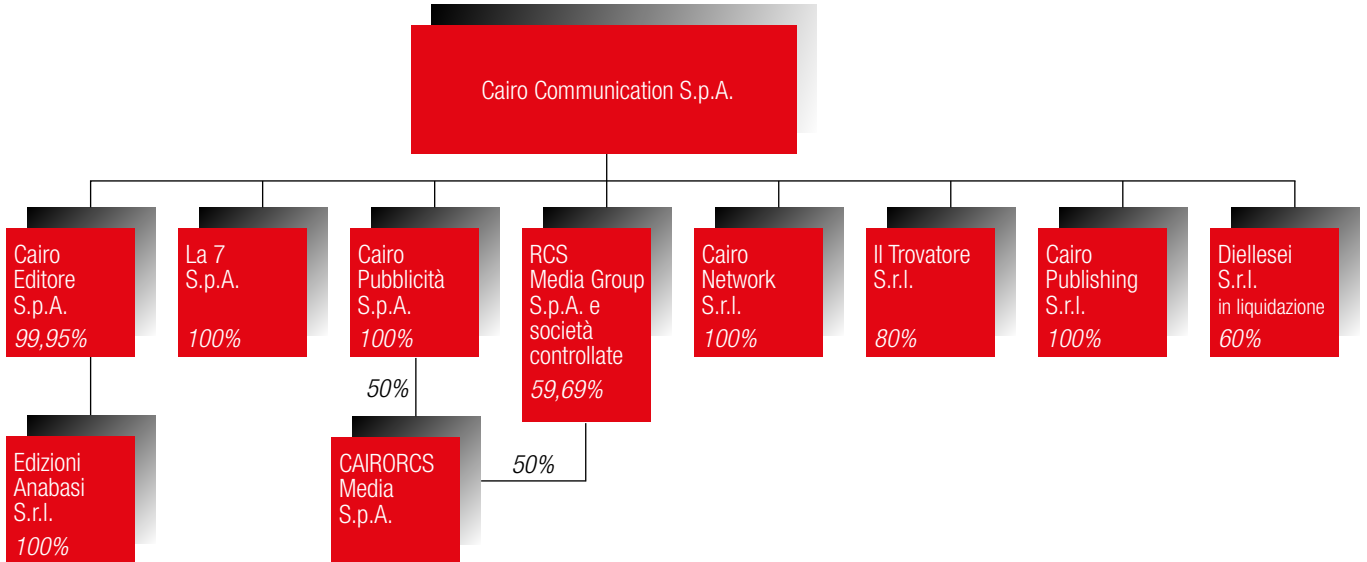 Cairo Communication S.p.A.
Cairo
Editore
S.p.A.
99,95%
La 7
S.p.A.
100%
Cairo
Pubblicità
S.p.A.
100%
RCS
Media Group
S.p.A. e
società
controllate
59,69%
Cairo
Network
S.r.l.
100%
Il Trovatore
S.r.l.
80%
Cairo
Publishing
S.r.l.
100%
Diellesei
S.r.l.
in liquidazione
60%
50%
50%
Edizioni
Anabasi
S.r.l.
100%
CAIRORCS
Media
S.p.A.